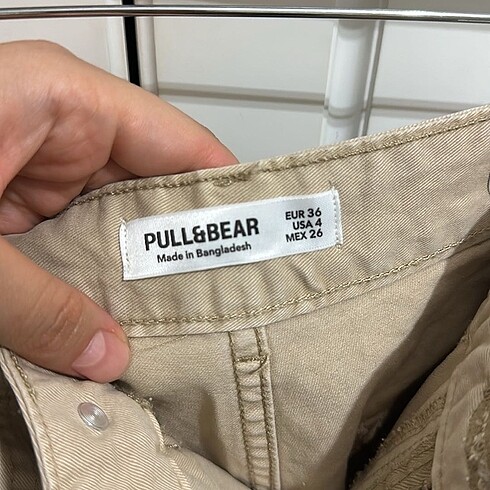 PULL&BEAR
Made in Bangladesh
EUR 36
USA 4
MEX 26